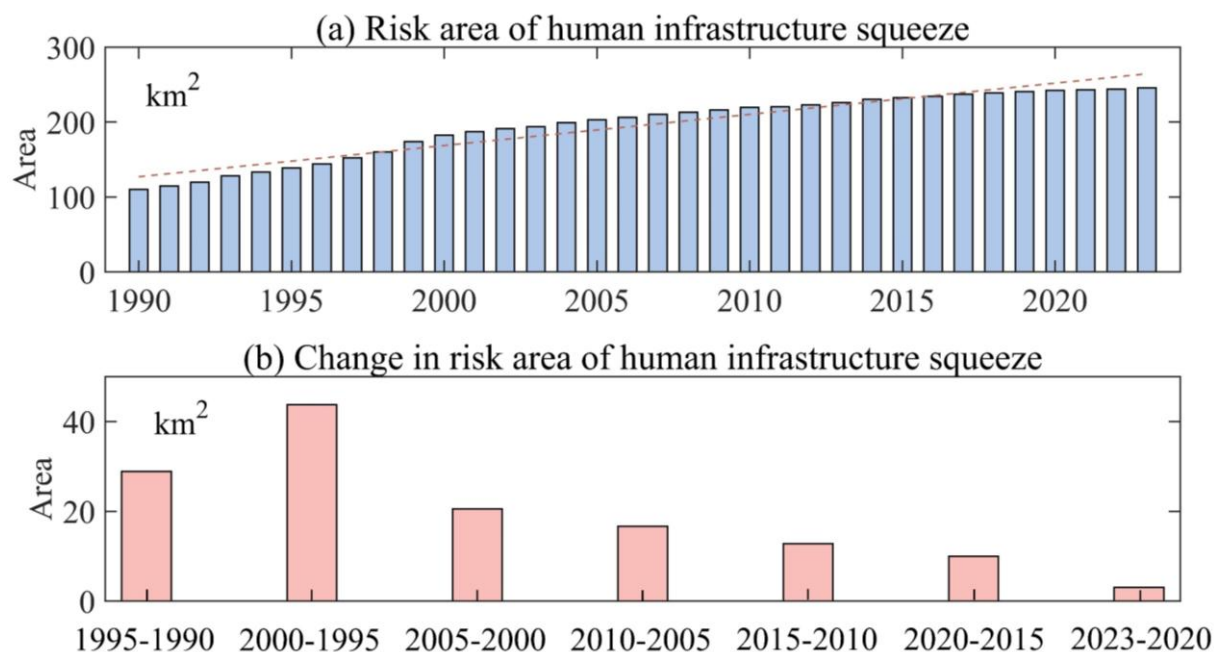 (a) Risk area of human infrastructure squeeze
300
km²
200
Area
100
0
1990 1995 2000 2005 2010 2015 2020
(b) Change in risk area of human infrastructure squeeze
km²
40
Area
20
0
1995-1990 2000-1995 2005-2000 2010-2005 2015-2010 2020-2015 2023-2020